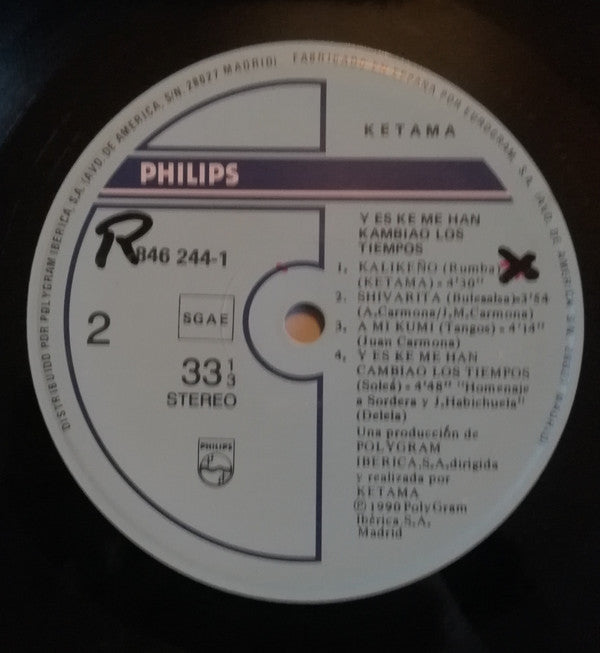 DISTRIBUIDO POR POLYGRAM IBERICA, S.A. (AVD. DE AMERICA, S/N. 28027 MADRID) FABRICADO EN ESPAÑA POR EUROGRAM, S.A. (AVD. DE AMERICA
KETAMA
PHILIPS
R
846 244-1
2
SGAE
33 1/3
STEREO
PHILIPS
Y ES KE ME HAN
KAMBIAO LOS
TIEMPOS
1. KALIKEÑO (Rumba)
(KETAMA) = 4'30"
2. SHIVARITA (Bulesalsa)=3'54
(A.Carmona/J.M.Carmona)
3. A MI KUMI (Tangos) = 4'14"
(Juan Carmona)
4. Y ES KE ME HAN
CAMBIAO LOS TIEMPOS
(Soleá) = 4'48" "Homenaje
a Sordera y J.Habichuela"
(Delela)
Una producción de
POLYGRAM
IBERICA,S,A,dirigida
y realizada por
KETAMA
©1990 PolyGram
Ibérica,S,A,
Madrid